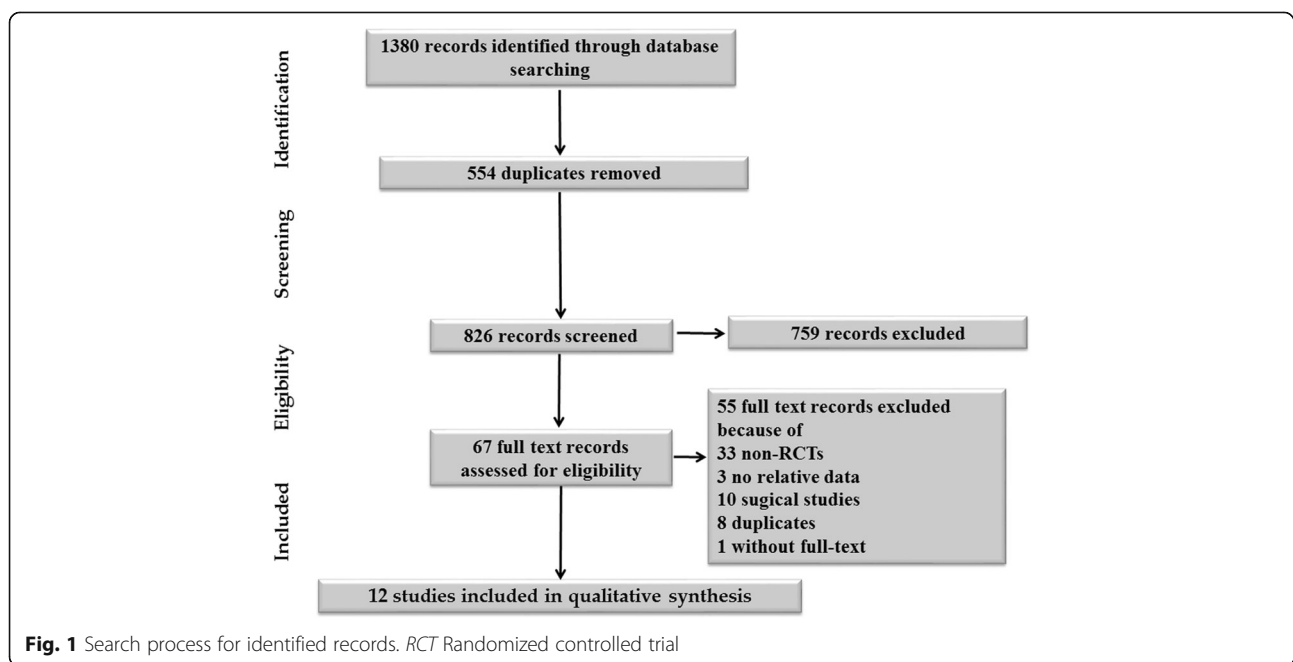 1380 records identified through database
searching
Identification
554 duplicates removed
Screening
826 records screened
759 records excluded
Eligibility
67 full text records
assessed for eligibility
55 full text records excluded
because of
33 non-RCTs
3 no relative data
10 sugical studies
8 duplicates
1 without full-text
Included
12 studies included in qualitative synthesis
Fig. 1 Search process for identified records. RCT Randomized controlled trial